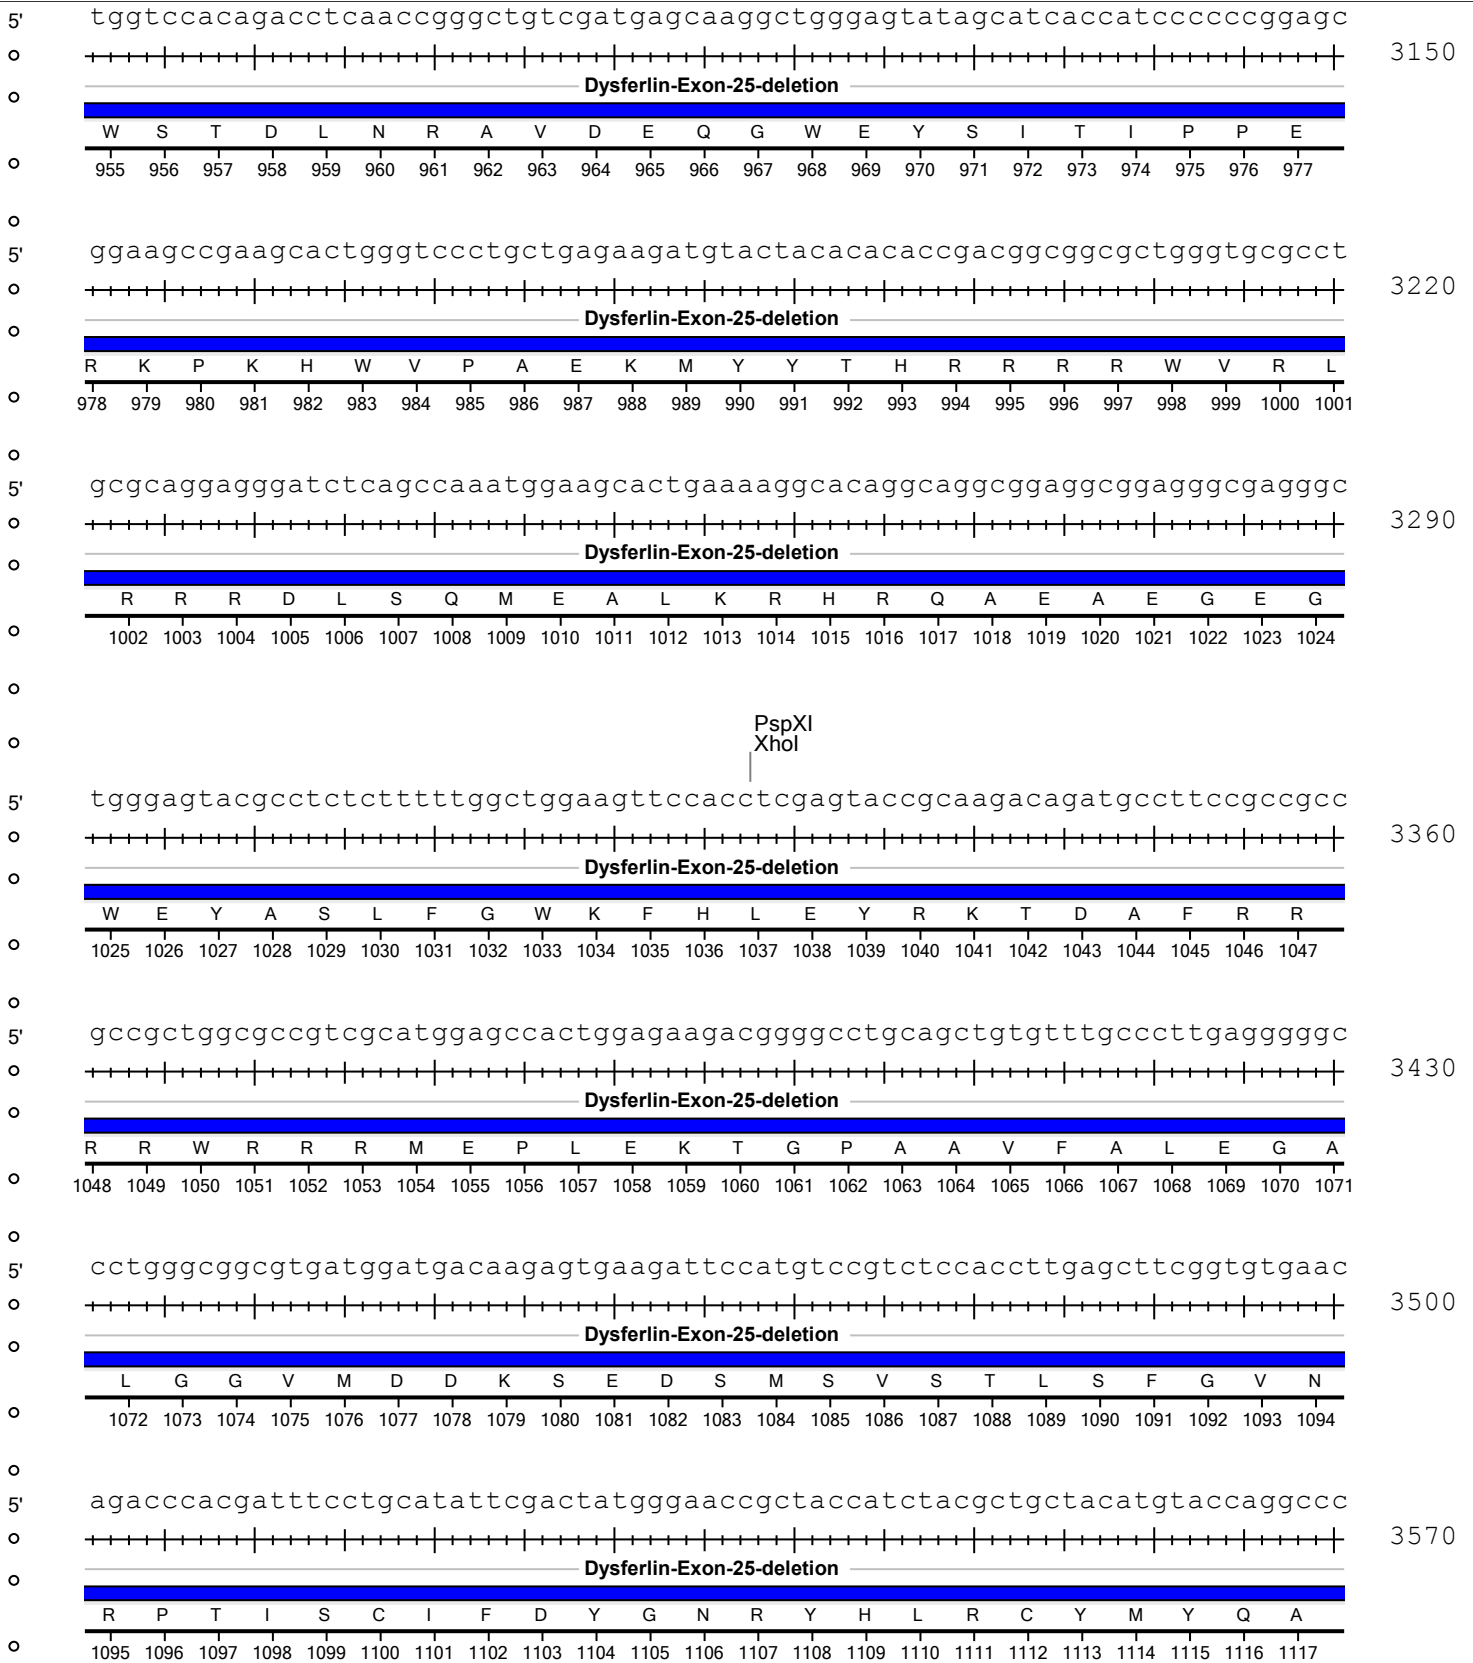 5' tggtccacagacctcaaccgggctgtcgatgagcaaggctgggagtatagcatcaccatccccccggagc
3150
Dysferlin-Exon-25-deletion
W S T D L N R A V D E Q G W E Y S I T I P P E
955 956 957 958 959 960 961 962 963 964 965 966 967 968 969 970 971 972 973 974 975 976 977
5' ggaagccgaagcactgggtccctgctgagaagatgtactacacacaccgacggcggcgctgggtgcgcct
3220
Dysferlin-Exon-25-deletion
R K P K H W V P A E K M Y Y T H R R R R W V R L
978 979 980 981 982 983 984 985 986 987 988 989 990 991 992 993 994 995 996 997 998 999 1000 1001
5' gcgcaggagggatctcagccaaatggaagcactgaaaaggcacaggcaggcggaggcggagggcgagggc
3290
Dysferlin-Exon-25-deletion
R R R D L S Q M E A L K R H R Q A E A E G E G
1002 1003 1004 1005 1006 1007 1008 1009 1010 1011 1012 1013 1014 1015 1016 1017 1018 1019 1020 1021 1022 1023 1024
PspXI
XhoI
5' tgggagtacgcctctctttttggctggaagttccacctcgagtaccgcaagacagatgccttccgccgcc
3360
Dysferlin-Exon-25-deletion
W E Y A S L F G W K F H L E Y R K T D A F R R
1025 1026 1027 1028 1029 1030 1031 1032 1033 1034 1035 1036 1037 1038 1039 1040 1041 1042 1043 1044 1045 1046 1047
5' gccgctggcgccgtcgcatggagccactggagaagacggggcctgcagctgtgtttgcccttgagggggc
3430
Dysferlin-Exon-25-deletion
R R W R R R M E P L E K T G P A A V F A L E G A
1048 1049 1050 1051 1052 1053 1054 1055 1056 1057 1058 1059 1060 1061 1062 1063 1064 1065 1066 1067 1068 1069 1070 1071
5' cctgggcggcgtgatggatgacaagagtgaagattccatgtccgtctccaccttgagcttcggtgtgaac
3500
Dysferlin-Exon-25-deletion
L G G V M D D K S E D S M S V S T L S F G V N
1072 1073 1074 1075 1076 1077 1078 1079 1080 1081 1082 1083 1084 1085 1086 1087 1088 1089 1090 1091 1092 1093 1094
5' agacccacgatttcctgcatattcgactatgggaaccgctaccatctacgctgctacatgtaccaggccc
3570
Dysferlin-Exon-25-deletion
R P T I S C I F D Y G N R Y H L R C Y M Y Q A
1095 1096 1097 1098 1099 1100 1101 1102 1103 1104 1105 1106 1107 1108 1109 1110 1111 1112 1113 1114 1115 1116 1117